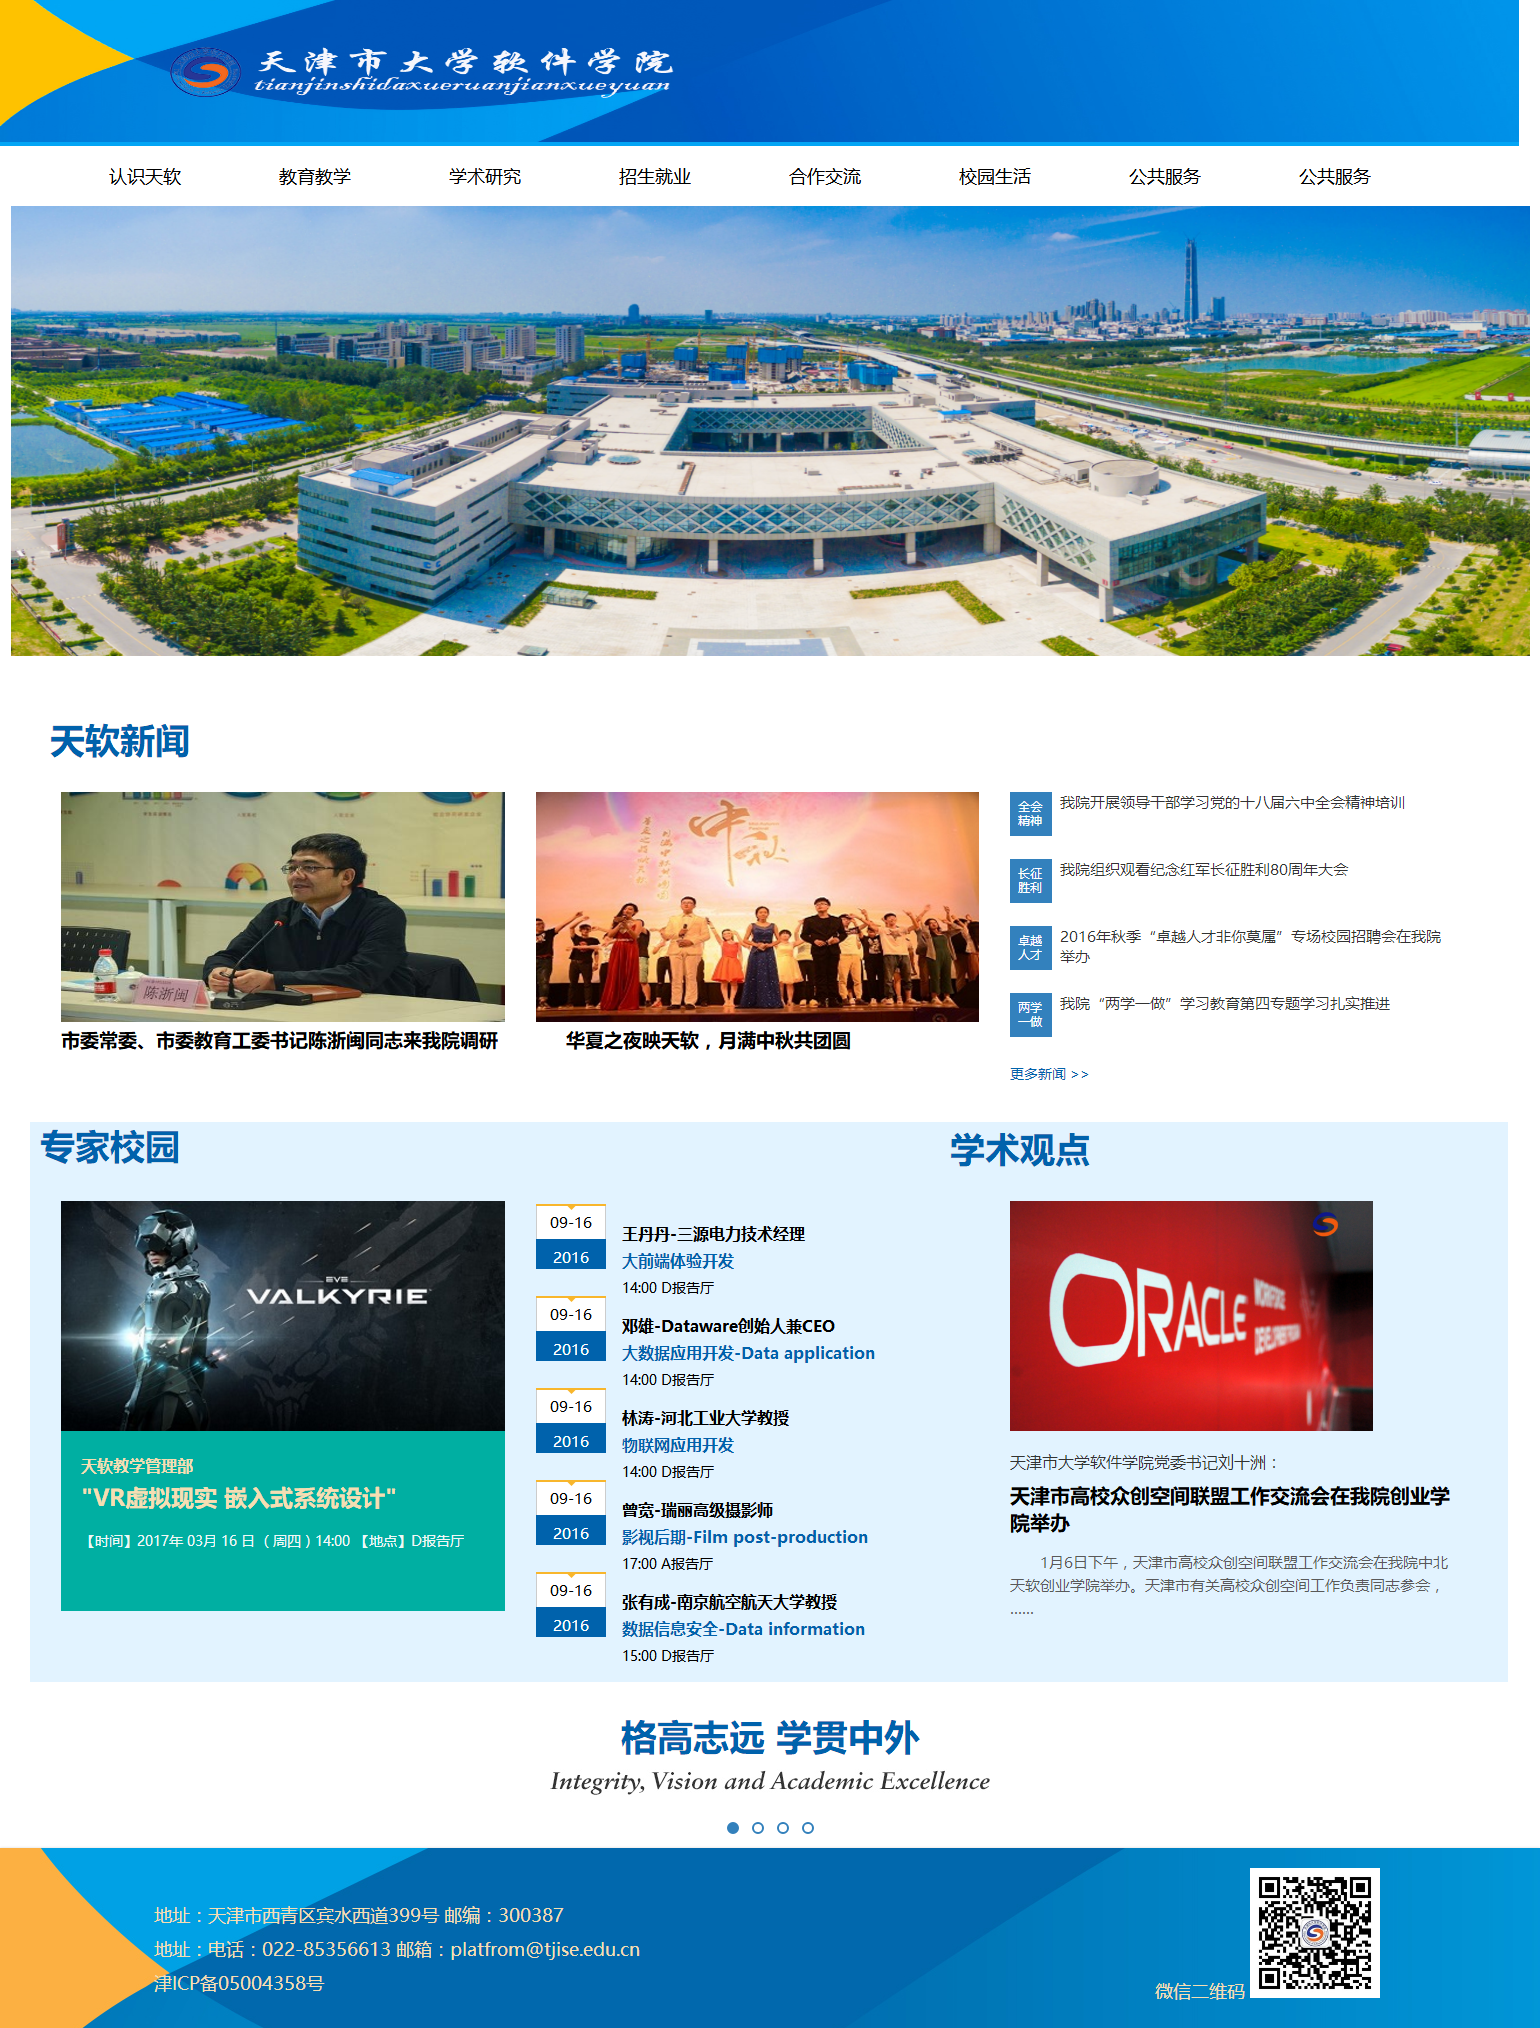 天津市大学软件学院
tianjinshidaxueruanjianxueyuan
认识天软 教育教学 学术研究 招生就业 合作交流 校园生活 公共服务 公共服务
天软新闻
中秋
陈浙闽
市委常委、市委教育工委书记陈浙闽同志来我院调研
华夏之夜映天软，月满中秋共团圆
全会
精神
我院开展领导干部学习党的十八届六中全会精神培训
长征
胜利
我院组织观看纪念红军长征胜利80周年大会
卓越
人才
2016年秋季“卓越人才非你莫属”专场校园招聘会在我院
举办
两学
一做
我院“两学一做”学习教育第四专题学习扎实推进
更多新闻 >>
专家校园
EVE
VALKYRIE
天软教学管理部
"VR虚拟现实 嵌入式系统设计"
【时间】2017年 03月 16 日（周四）14:00 【地点】D报告厅
09-16
2016
王丹丹-三源电力技术经理
大前端体验开发
14:00 D报告厅
09-16
2016
邓雄-Dataware创始人兼CEO
大数据应用开发-Data application
14:00 D报告厅
09-16
2016
林涛-河北工业大学教授
物联网应用开发
14:00 D报告厅
09-16
2016
曾宽-瑞丽高级摄影师
影视后期-Film post-production
17:00 A报告厅
09-16
2016
张有成-南京航空航天大学教授
数据信息安全-Data information
15:00 D报告厅
学术观点
ORACLE
WORKFORCE
DEVELOPMENT PROGRAM
天津市大学软件学院党委书记刘十洲：
天津市高校众创空间联盟工作交流会在我院创业学
院举办
1月6日下午，天津市高校众创空间联盟工作交流会在我院中北
天软创业学院举办。天津市有关高校众创空间工作负责同志参会，
......
格高志远 学贯中外
Integrity, Vision and Academic Excellence
地址：天津市西青区宾水西道399号 邮编：300387
地址：电话：022-85356613 邮箱：platfrom@tjise.edu.cn
津ICP备05004358号
微信二维码